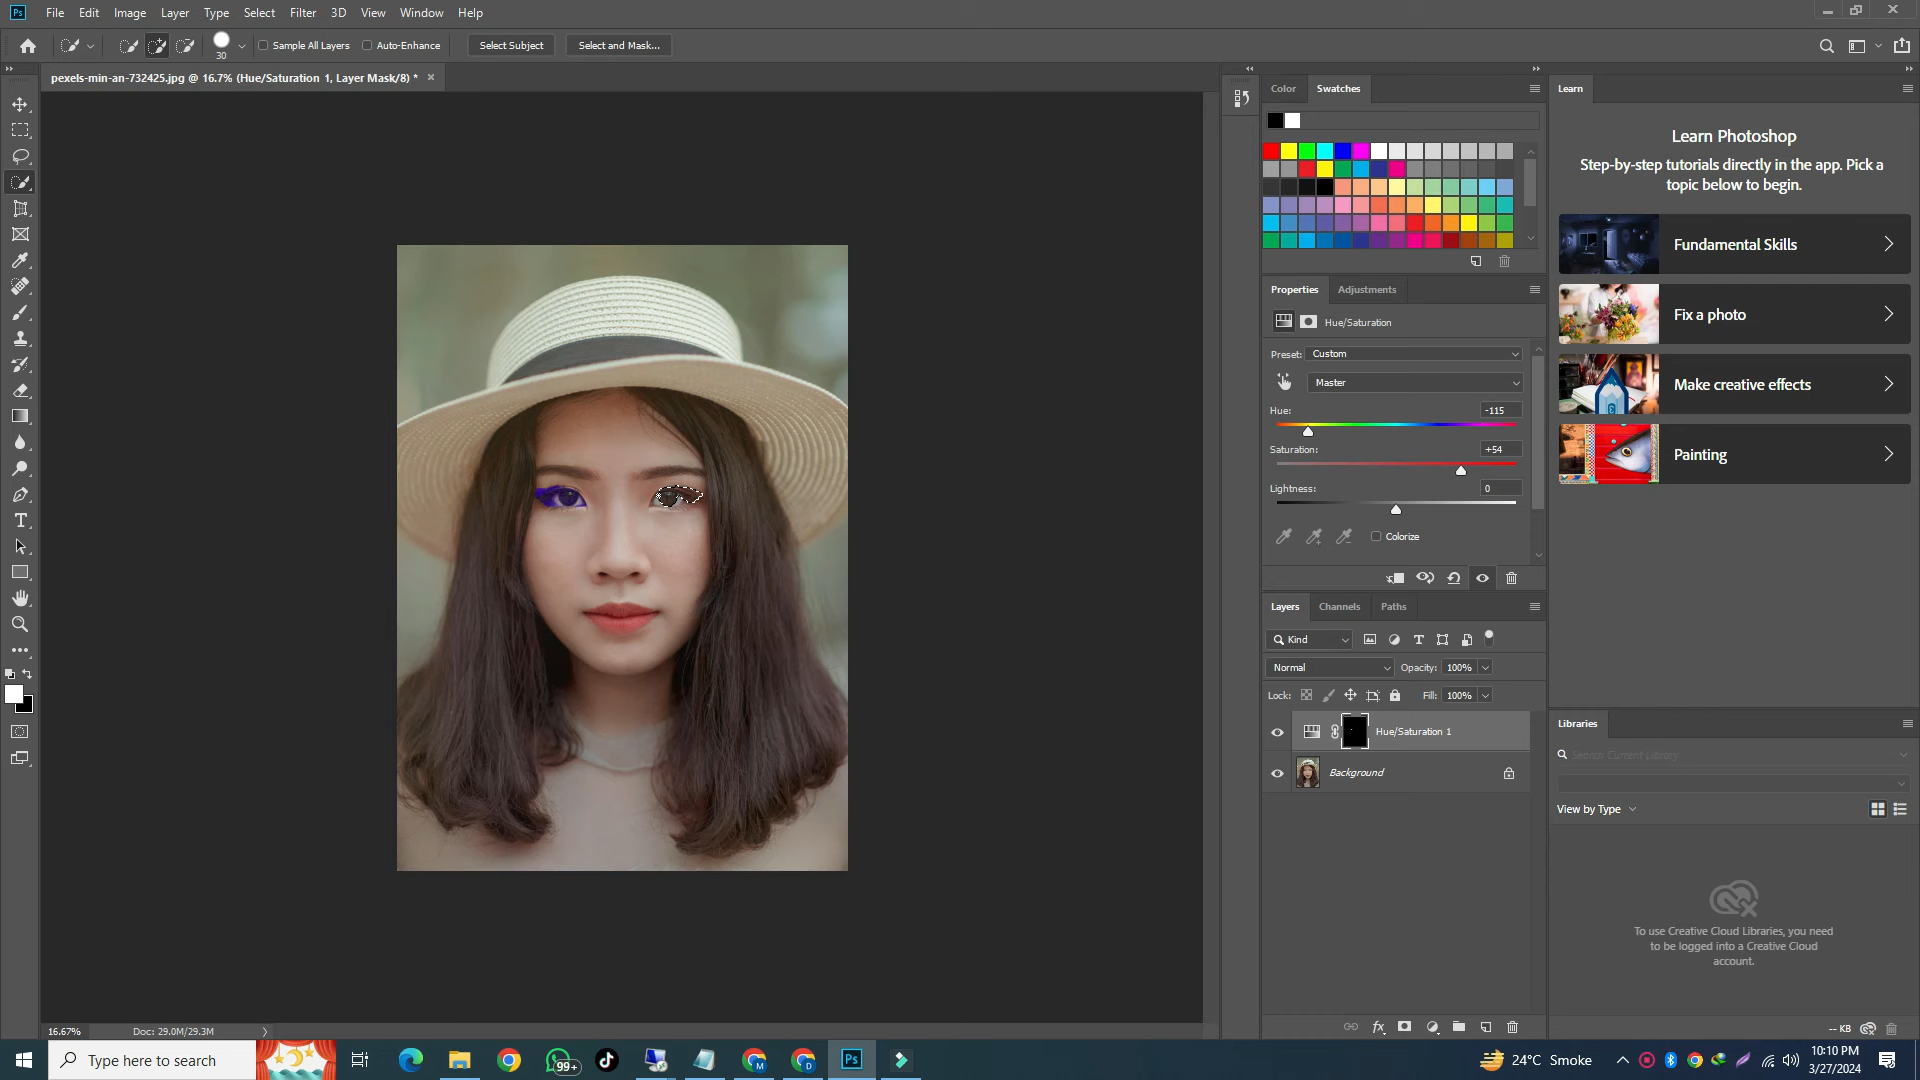 Ps File Edit Image Layer Type Select Filter 3D View Window Help
30 Sample All Layers Auto-Enhance Select Subject Select and Mask...
pexels-min-an-732425.jpg @ 16.7% (Hue/Saturation 1, Layer Mask/8) * ×
Color Swatches
Learn
Learn Photoshop
Step-by-step tutorials directly in the app. Pick a
topic below to begin.
Fundamental Skills
Fix a photo
Make creative effects
Painting
Properties Adjustments
Hue/Saturation
Preset: Custom
Master
Hue: -115
Saturation: +54
Lightness: 0
Colorize
Layers Channels Paths
Kind
Normal Opacity: 100%
Lock: Fill: 100%
Hue/Saturation 1
Background
Libraries
Search Current Library
View by Type
To use Creative Cloud Libraries, you need
to be logged into a Creative Cloud
account.
-- KB
16.67% Doc: 29.0M/29.3M
Type here to search
99+
M
D
Ps
24°C Smoke
10:10 PM
3/27/2024